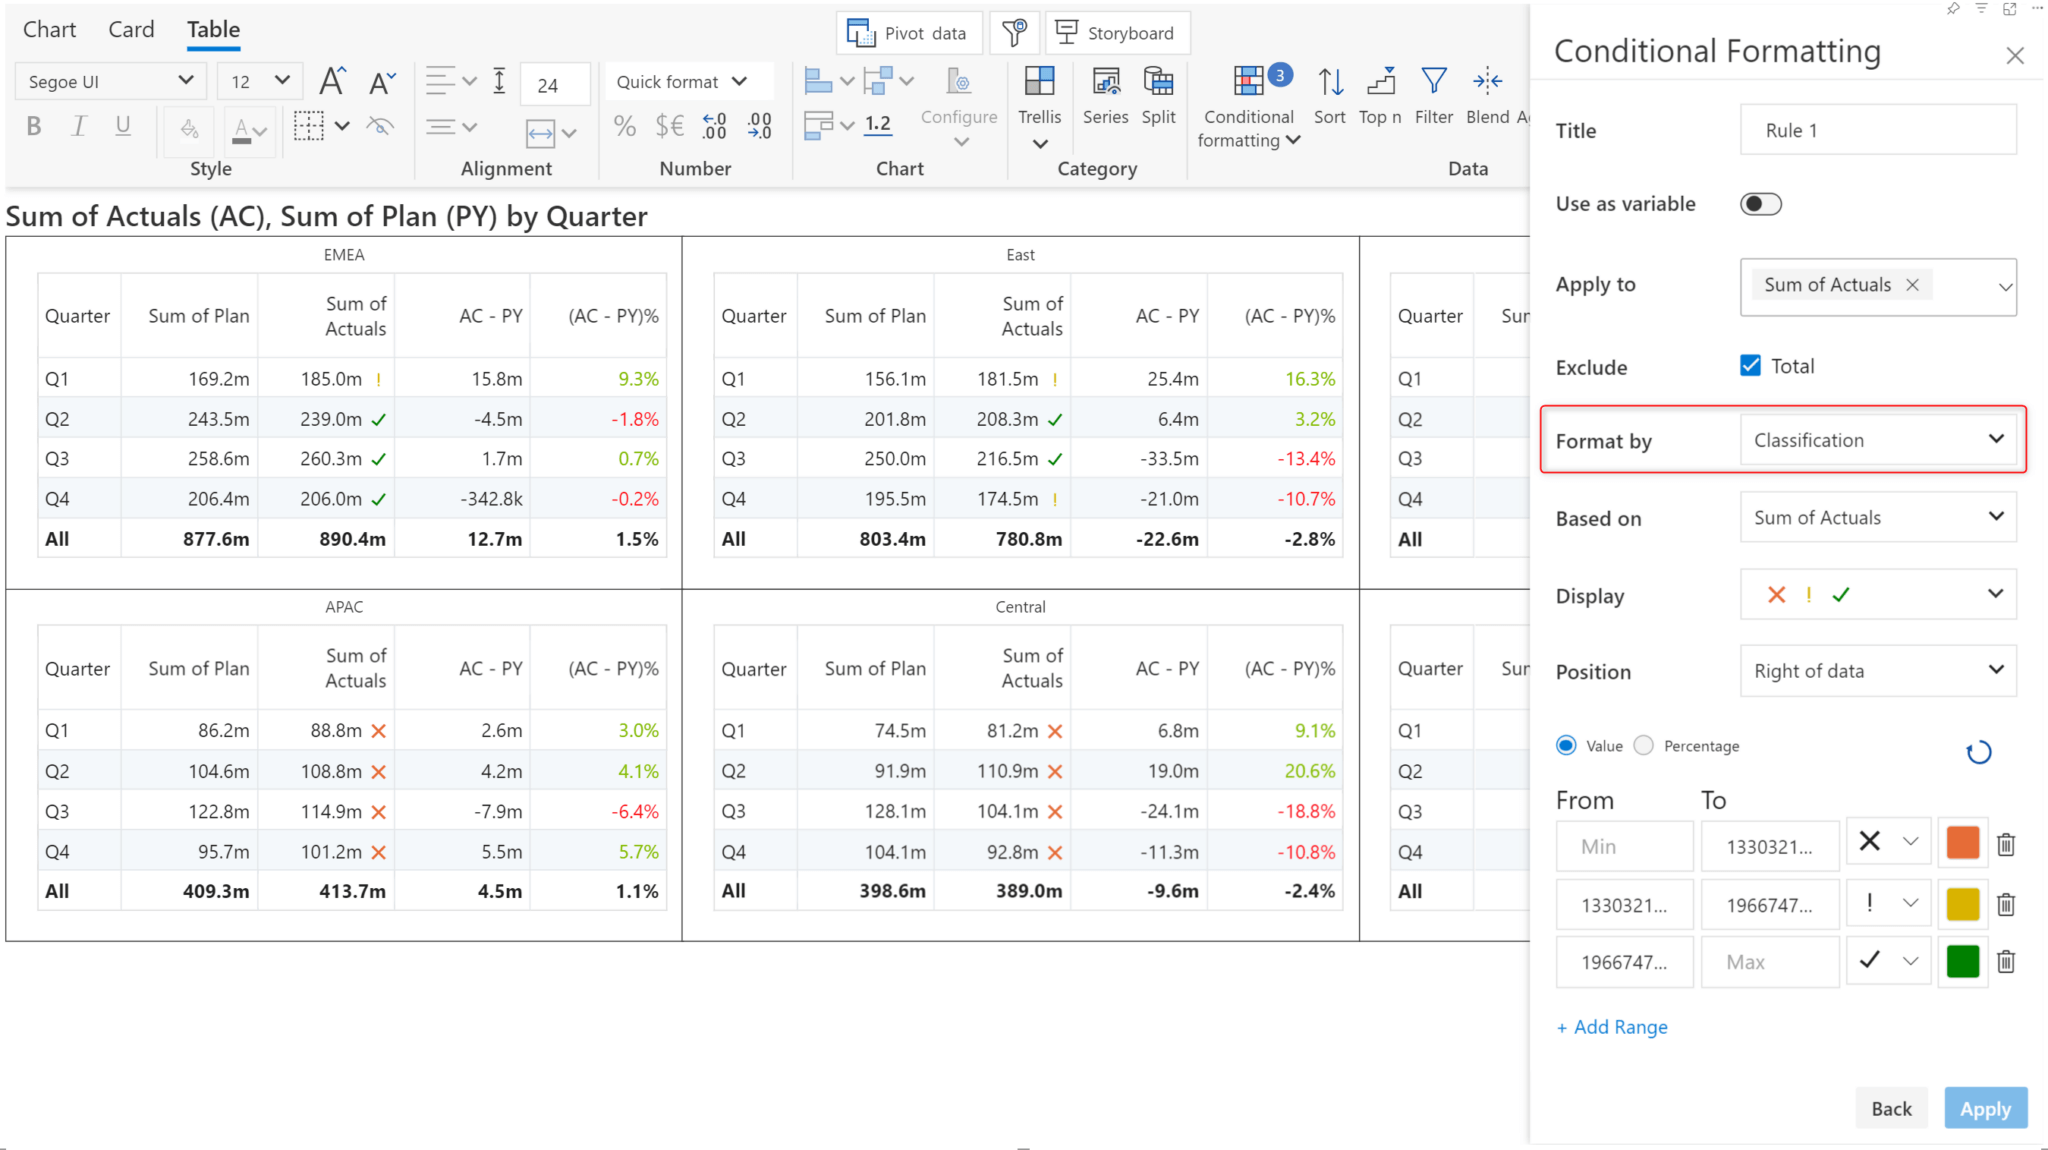 Chart Card Table
Pivot data Storyboard
Segoe UI 12 24 Quick format
1.2 Configure Trellis Series Split
Conditional formatting 3 Sort Top n Filter Blend
Style Alignment Number Chart Category Data
Sum of Actuals (AC), Sum of Plan (PY) by Quarter
EMEA
Quarter Sum of Plan Sum of Actuals AC - PY (AC - PY)%
Q1 169.2m 185.0m ! 15.8m 9.3%
Q2 243.5m 239.0m ✓ -4.5m -1.8%
Q3 258.6m 260.3m ✓ 1.7m 0.7%
Q4 206.4m 206.0m ✓ -342.8k -0.2%
All 877.6m 890.4m 12.7m 1.5%
East
Quarter Sum of Plan Sum of Actuals AC - PY (AC - PY)%
Q1 156.1m 181.5m ! 25.4m 16.3%
Q2 201.8m 208.3m ✓ 6.4m 3.2%
Q3 250.0m 216.5m ✓ -33.5m -13.4%
Q4 195.5m 174.5m ! -21.0m -10.7%
All 803.4m 780.8m -22.6m -2.8%
Quarter
Q1
Q2
Q3
Q4
All
APAC
Quarter Sum of Plan Sum of Actuals AC - PY (AC - PY)%
Q1 86.2m 88.8m ✕ 2.6m 3.0%
Q2 104.6m 108.8m ✕ 4.2m 4.1%
Q3 122.8m 114.9m ✕ -7.9m -6.4%
Q4 95.7m 101.2m ✕ 5.5m 5.7%
All 409.3m 413.7m 4.5m 1.1%
Central
Quarter Sum of Plan Sum of Actuals AC - PY (AC - PY)%
Q1 74.5m 81.2m ✕ 6.8m 9.1%
Q2 91.9m 110.9m ✕ 19.0m 20.6%
Q3 128.1m 104.1m ✕ -24.1m -18.8%
Q4 104.1m 92.8m ✕ -11.3m -10.8%
All 398.6m 389.0m -9.6m -2.4%
Quarter
Q1
Q2
Q3
Q4
All
Conditional Formatting
Title Rule 1
Use as variable
Apply to Sum of Actuals
Exclude Total
Format by Classification
Based on Sum of Actuals
Display ✕ ! ✓
Position Right of data
Value Percentage
From To
Min 1330321...
1330321... 1966747... !
1966747... Max
+ Add Range
Back Apply